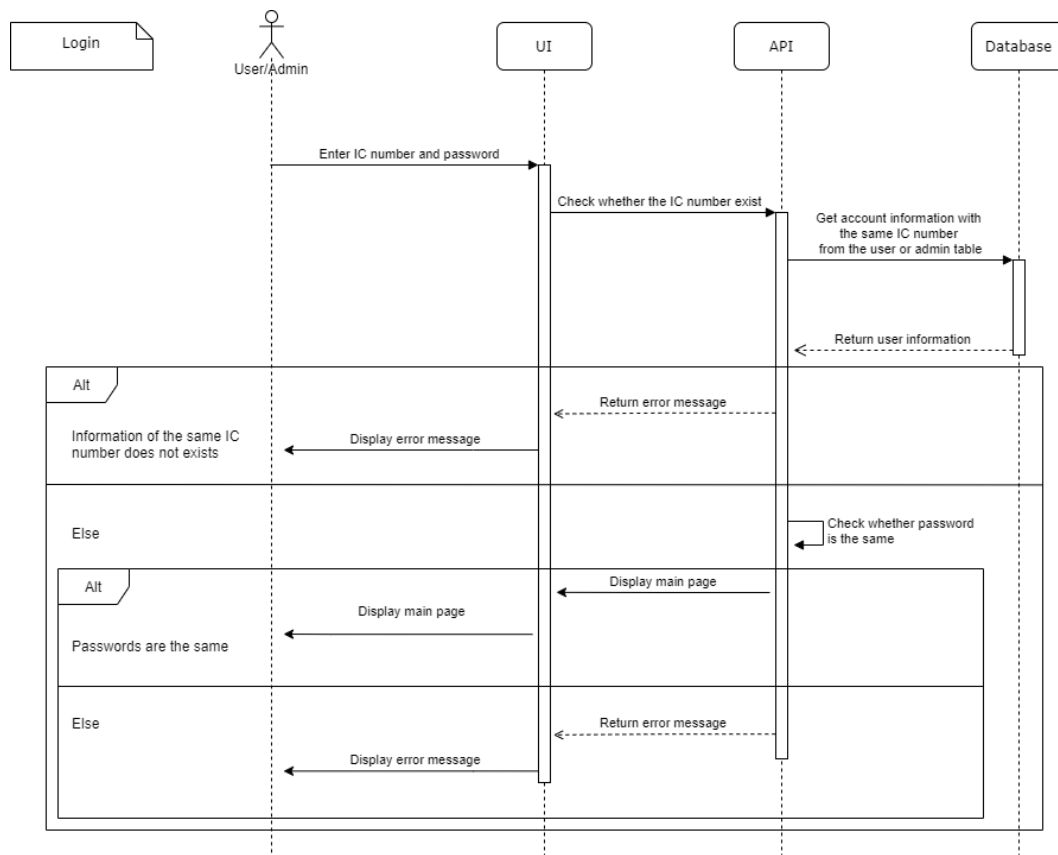 Login
User/Admin
UI
API
Database
Enter IC number and password
Check whether the IC number exist
Get account information with
the same IC number
from the user or admin table
Return user information
Alt
Return error message
Information of the same IC
number does not exists
Display error message
Else
Check whether password
is the same
Alt
Display main page
Display main page
Passwords are the same
Else
Return error message
Display error message